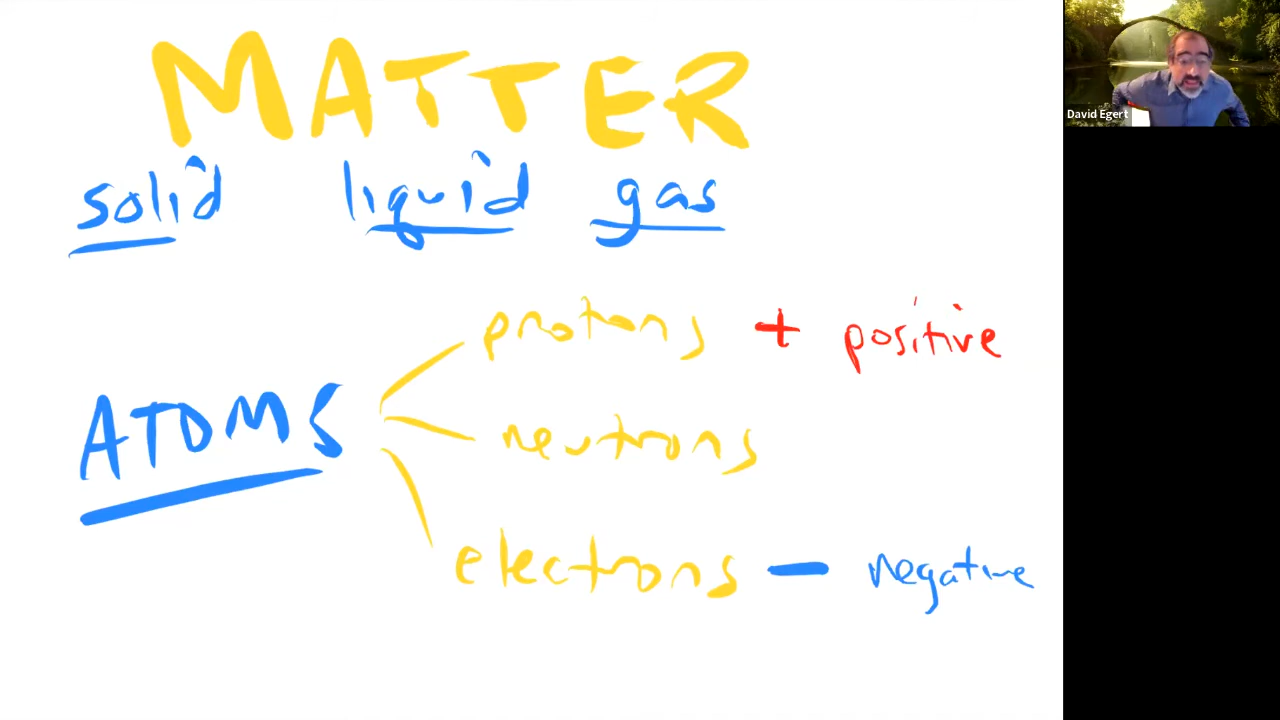 MATTER
David Egert
solid liquid gas
protons + positive
ATOMS
neutrons
electrons - negative